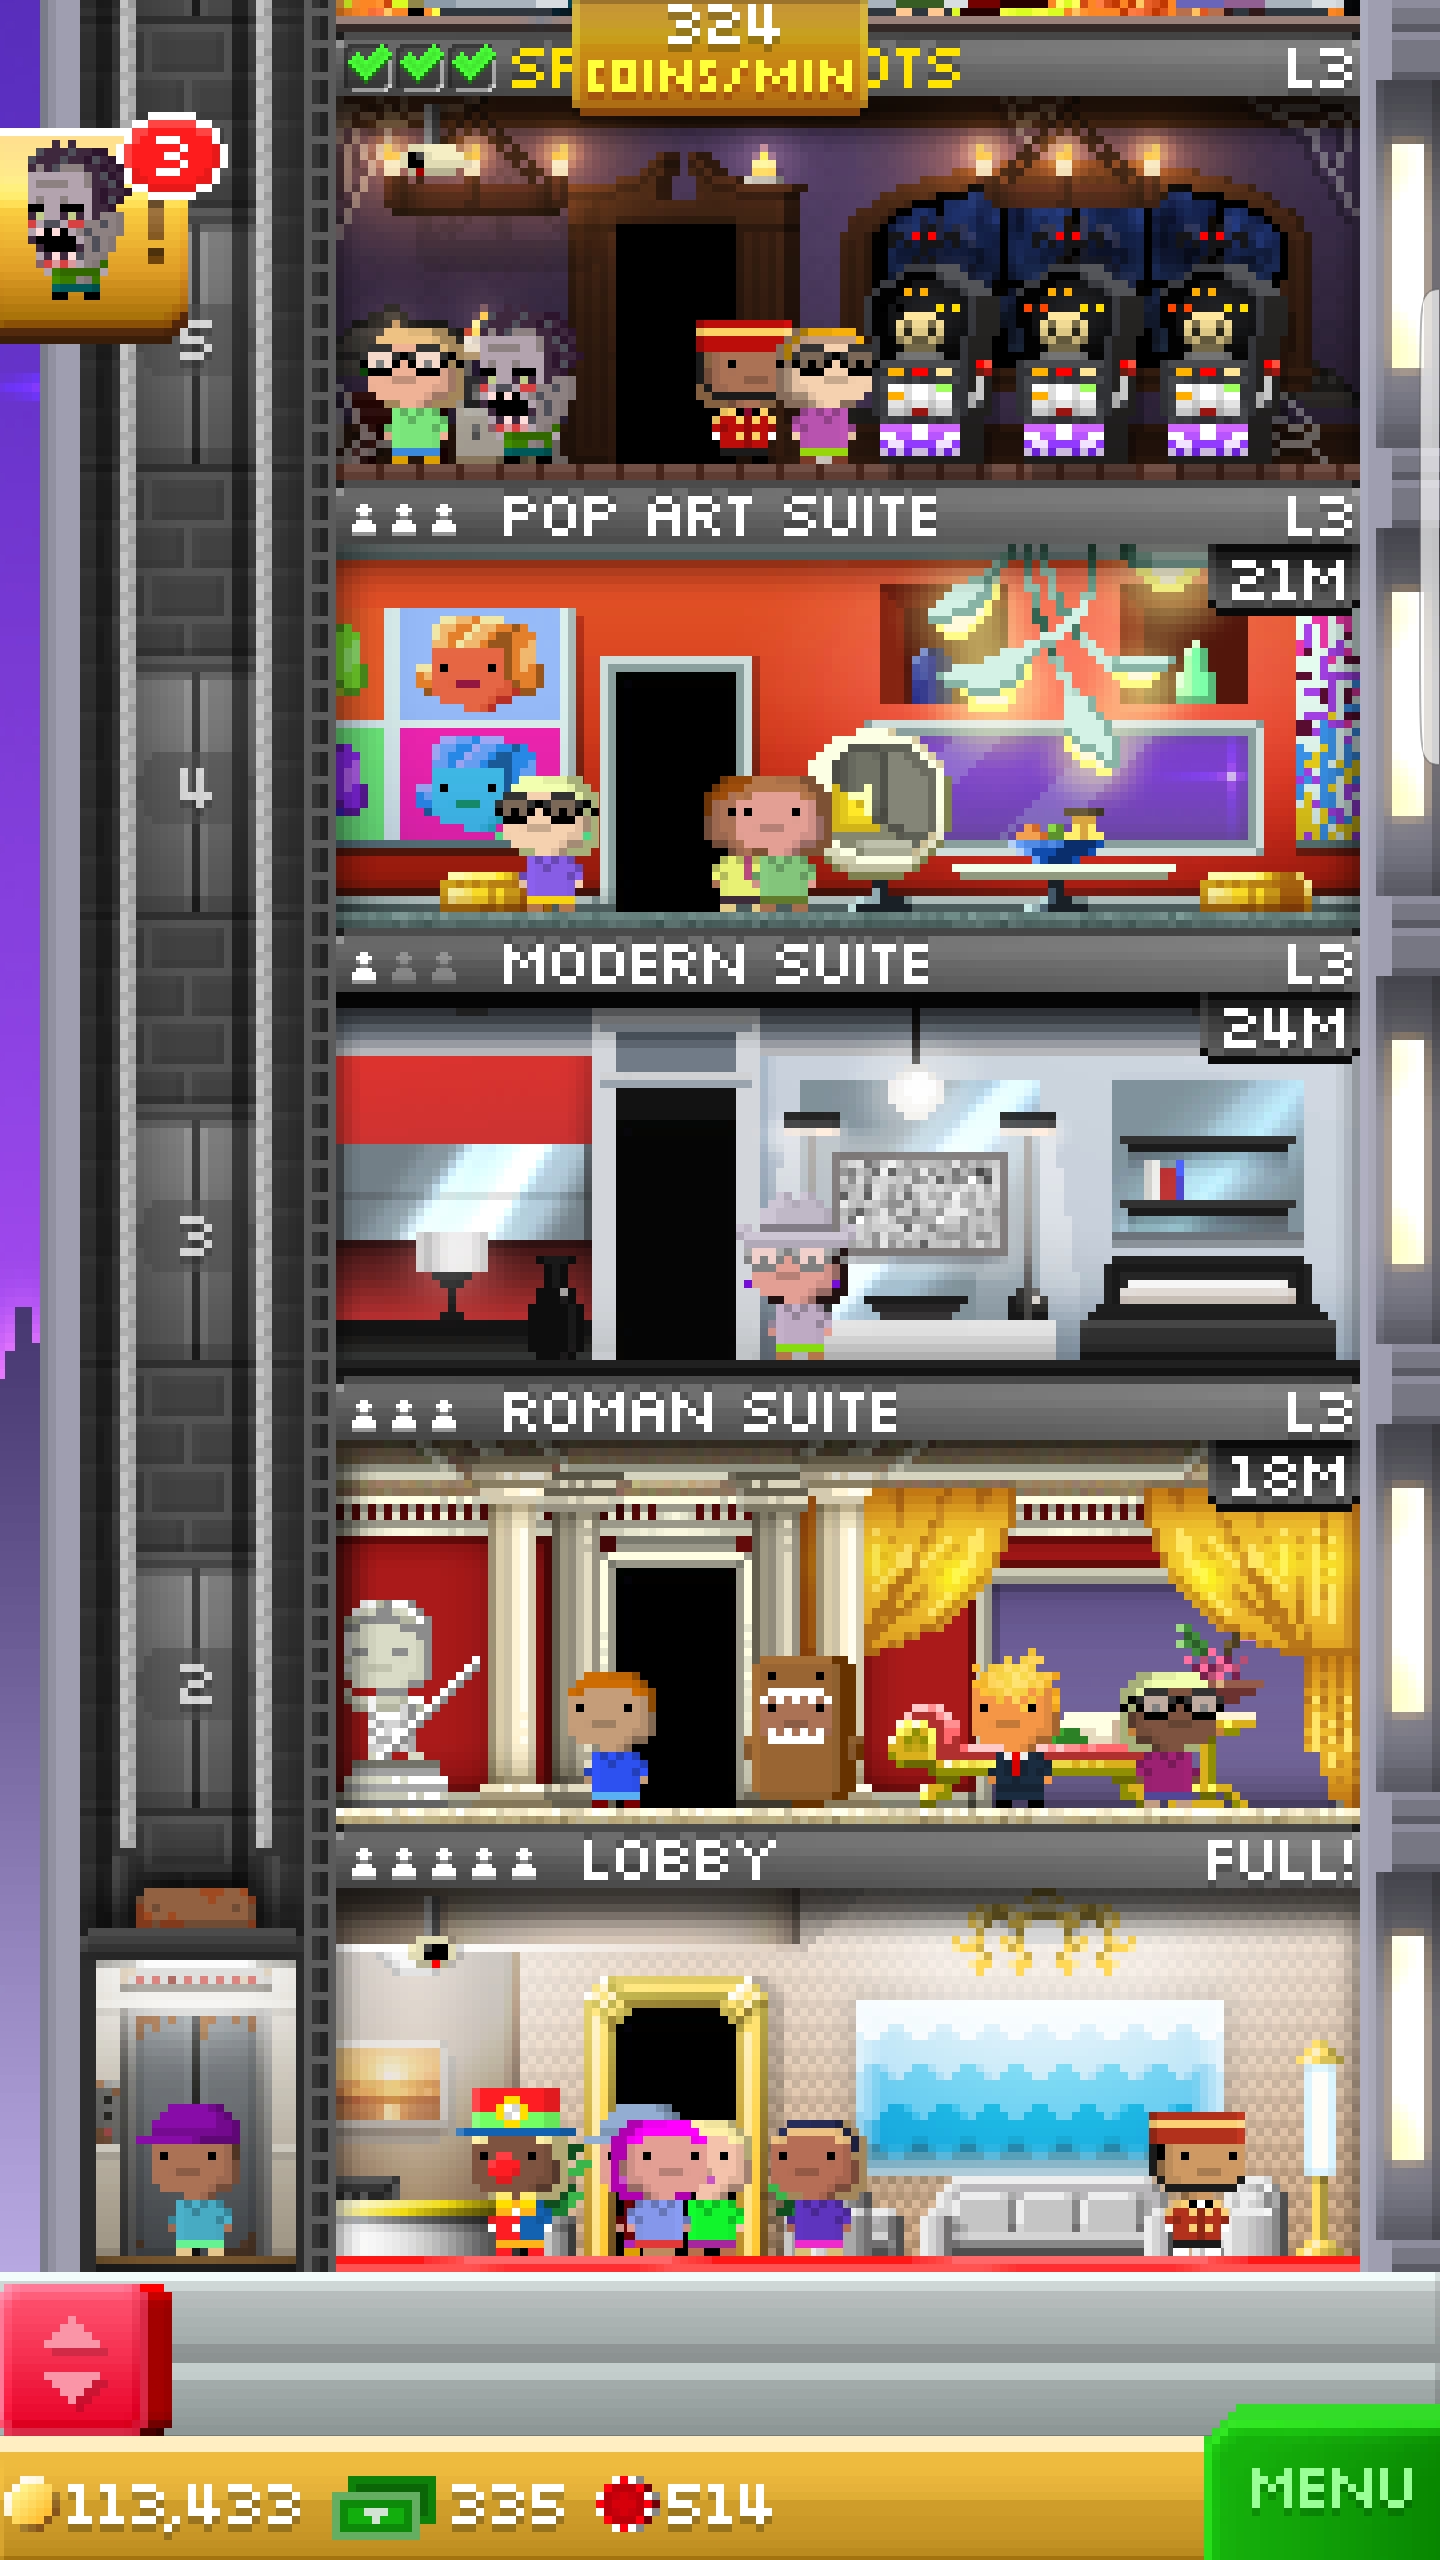 324
COINS/MIN
L3
3
!
5
POP ART SUITE L3
21M
4
MODERN SUITE L3
24M
3
ROMAN SUITE L3
18M
2
LOBBY FULL!
MENU
113,433 335 514